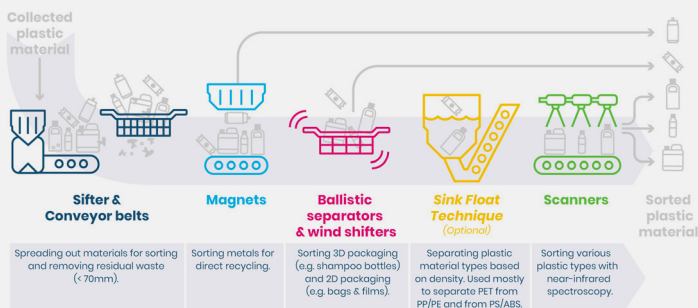 Collected
plastic
material
Sifter &
Conveyor belts
Magnets
Ballistic
separators
& wind shifters
Sink Float
Technique
(Optional)
Scanners
Sorted
plastic
material
Spreading out materials for sorting
and removing residual waste
(< 70mm).
Sorting metals for
direct recycling.
Sorting 3D packaging
(e.g. shampoo bottles)
and 2D packaging
(e.g. bags & films).
Separating plastic
material types based
on density. Used mostly
to separate PET from
PP/PE and from PS/ABS.
Sorting various
plastic types with
near-infrared
spectroscopy.